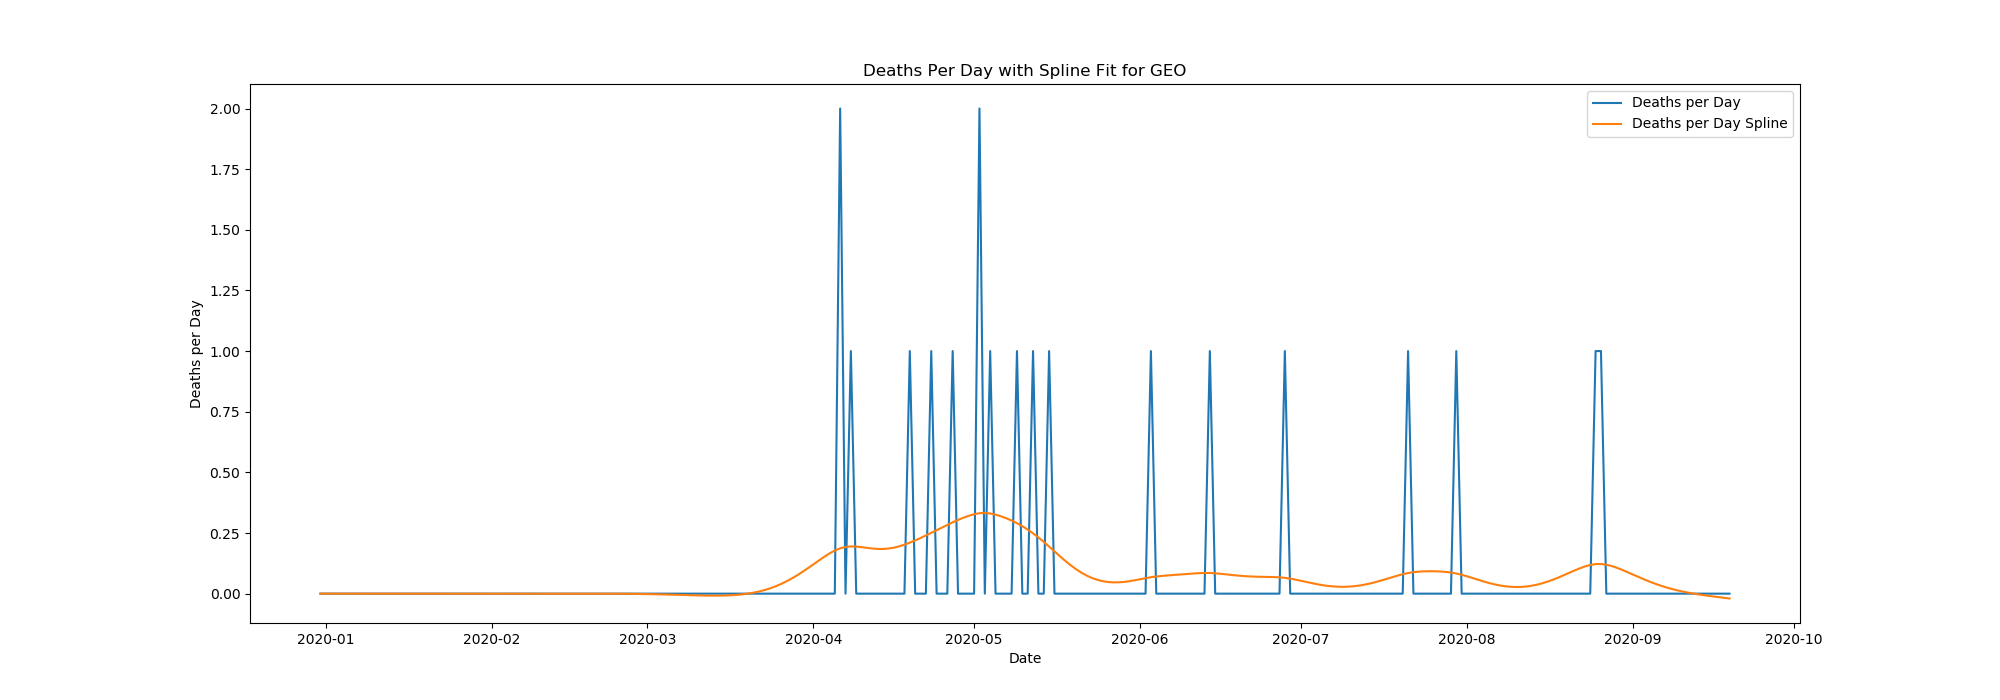 Deaths Per Day with Spline Fit for GEO
Deaths per Day
Deaths per Day Spline
2.00
1.75
1.50
1.25
1.00
0.75
0.50
0.25
0.00
Deaths per Day
2020-01 2020-02 2020-03 2020-04 2020-05 2020-06 2020-07 2020-08 2020-09 2020-10
Date